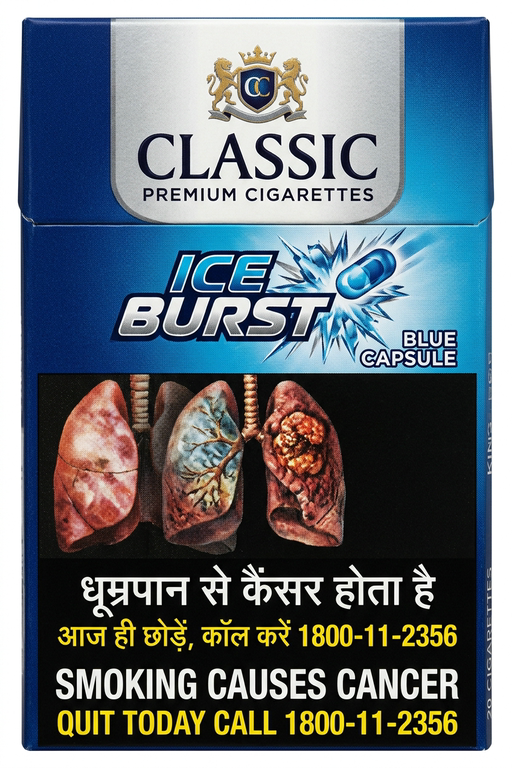 CC
CLASSIC
PREMIUM CIGARETTES
ICE
BURST
BLUE
CAPSULE
धूम्रपान से कैंसर होता है
आज ही छोड़ें, कॉल करें 1800-11-2356
SMOKING CAUSES CANCER
QUIT TODAY CALL 1800-11-2356
20 CIGARETTES
KING